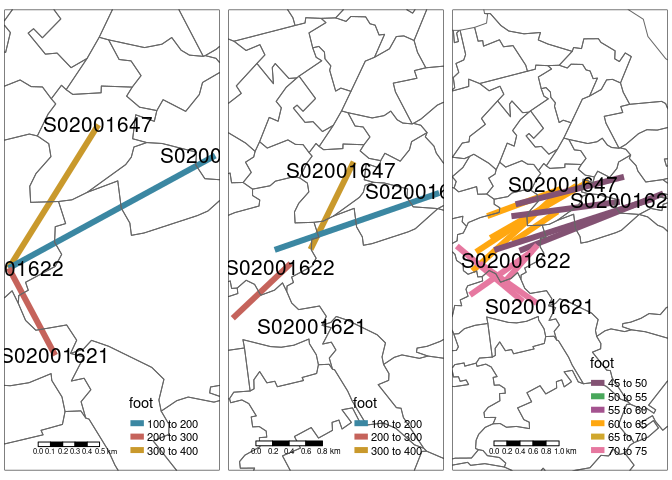 S02001647
S0200
01622
S02001621
foot
100 to 200
200 to 300
300 to 400
0.0 0.1 0.2 0.3 0.4 0.5 km
S02001647
S020016
S02001622
S02001621
foot
100 to 200
200 to 300
300 to 400
0.0 0.2 0.4 0.6 0.8 km
S02001647
S0200162
S02001622
S02001621
foot
45 to 50
50 to 55
55 to 60
60 to 65
65 to 70
70 to 75
0.0 0.2 0.4 0.6 0.8 1.0 km